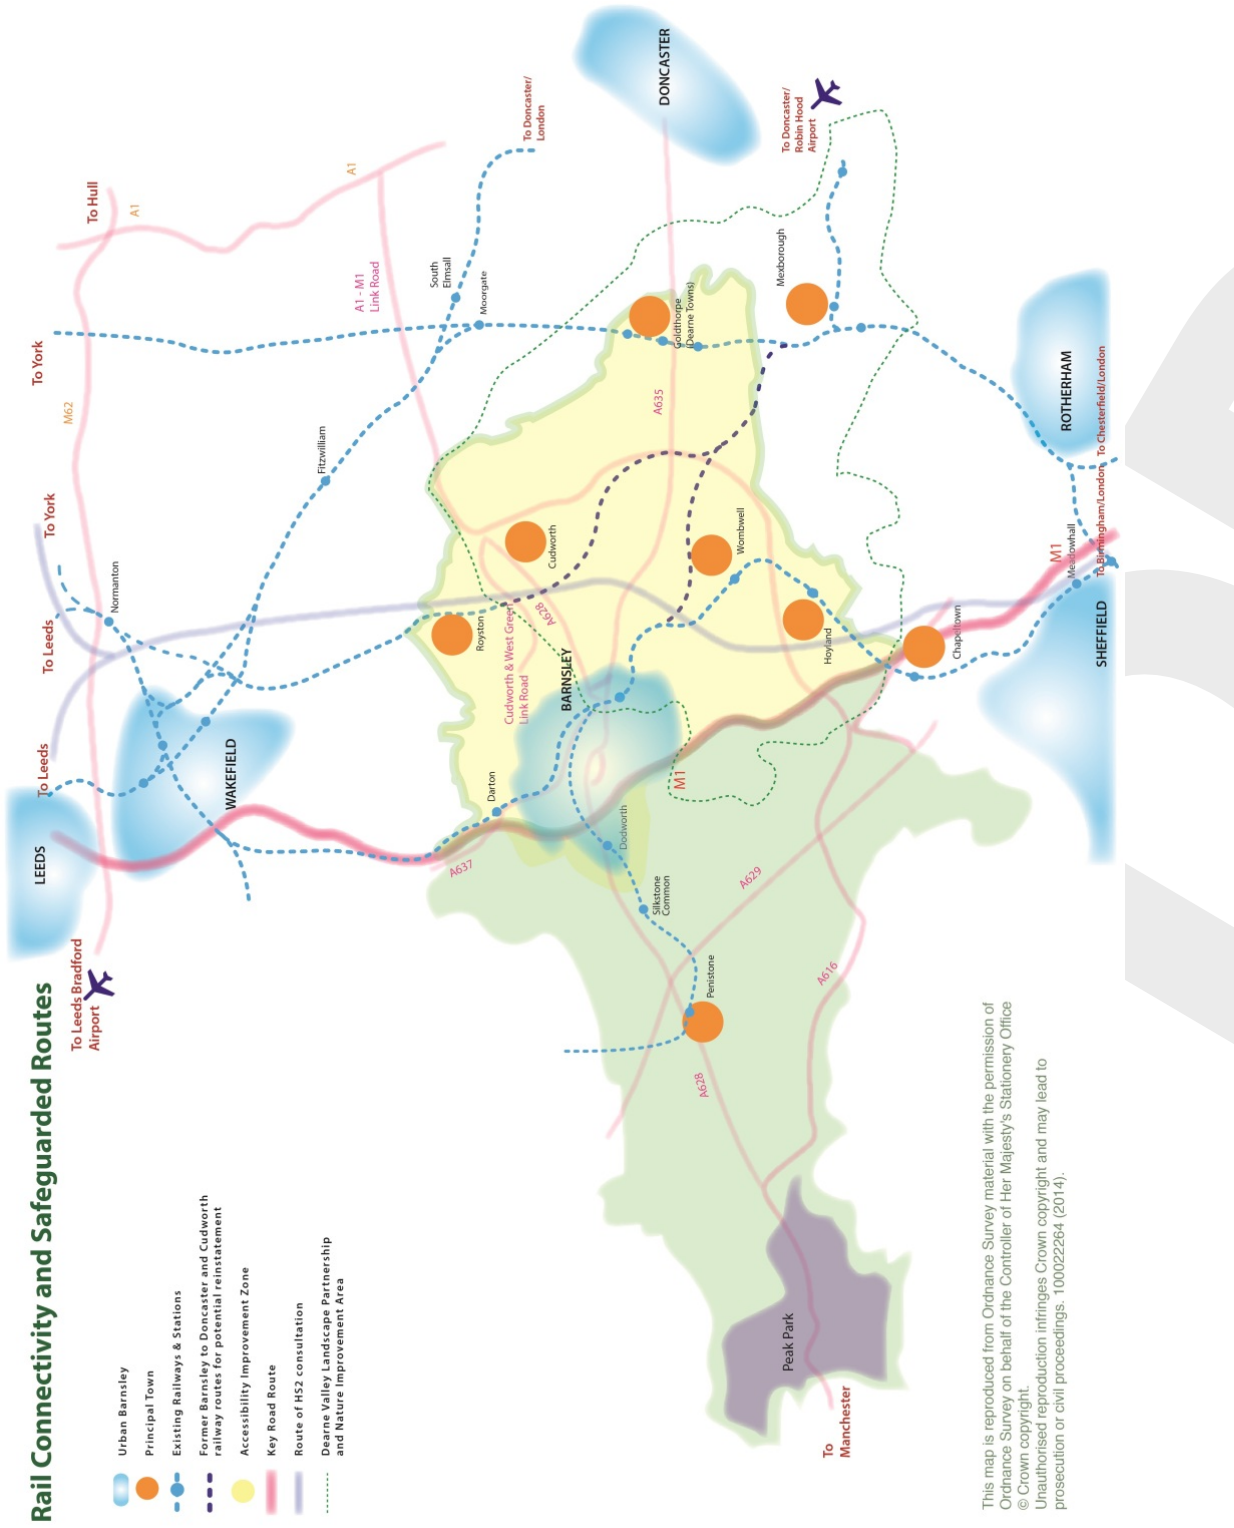 Rail Connectivity and Safeguarded Routes
Urban Barnsley
Principal Town
Existing Railways & Stations
Former Barnsley to Doncaster and Cudworth
railway routes for potential reinstatement
Accessibility Improvement Zone
Key Road Route
Route of HS2 consultation
Dearne Valley Landscape Partnership
and Nature Improvement Area
To Leeds Bradford
Airport
LEEDS
To Leeds
To Leeds
To York
To York
To Hull
M62
A1
A1
Normanton
WAKEFIELD
Fitzwilliam
A1 - M1
Link Road
South
Elmsall
Moorgate
To Doncaster/
London
DONCASTER
To Doncaster/
Robin Hood
Airport
A637
Darton
Royston
Cudworth
Cudworth & West Green
Link Road
A628
BARNSLEY
A635
Goldthorpe
(Dearne Towns)
Mexborough
Dodworth
Silkstone
Common
M1
Wombwell
Hoyland
Penistone
A629
A628
A616
Chapeltown
M1
Meadowhall
ROTHERHAM
SHEFFIELD
To Birmingham/London
To Chesterfield/London
Peak Park
To
Manchester
This map is reproduced from Ordnance Survey material with the permission of
Ordnance Survey on behalf of the Controller of Her Majesty's Stationery Office
© Crown copyright.
Unauthorised reproduction infringes Crown copyright and may lead to
prosecution or civil proceedings. 100022264 (2014).